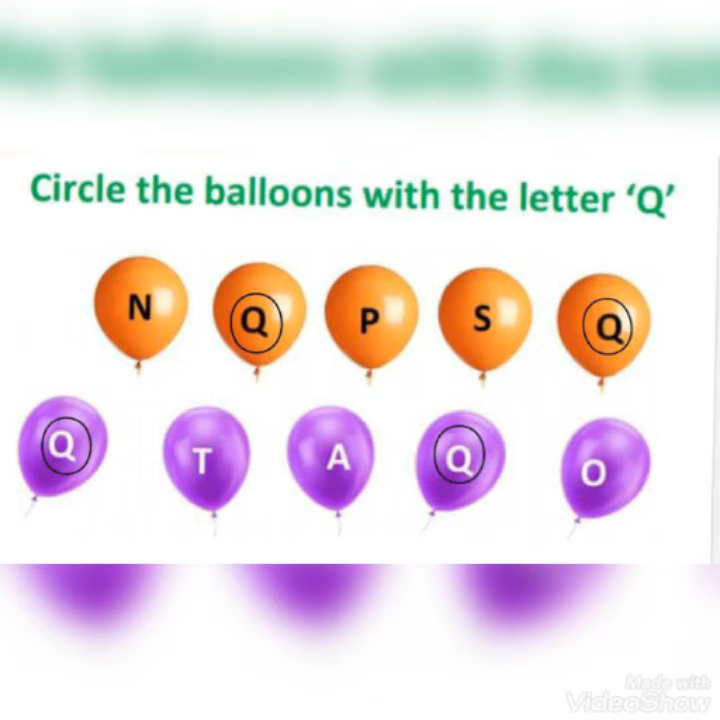 Circle the balloons with the letter ‘Q’
N Q P S Q
Q T A Q O
Made with
VideoShow